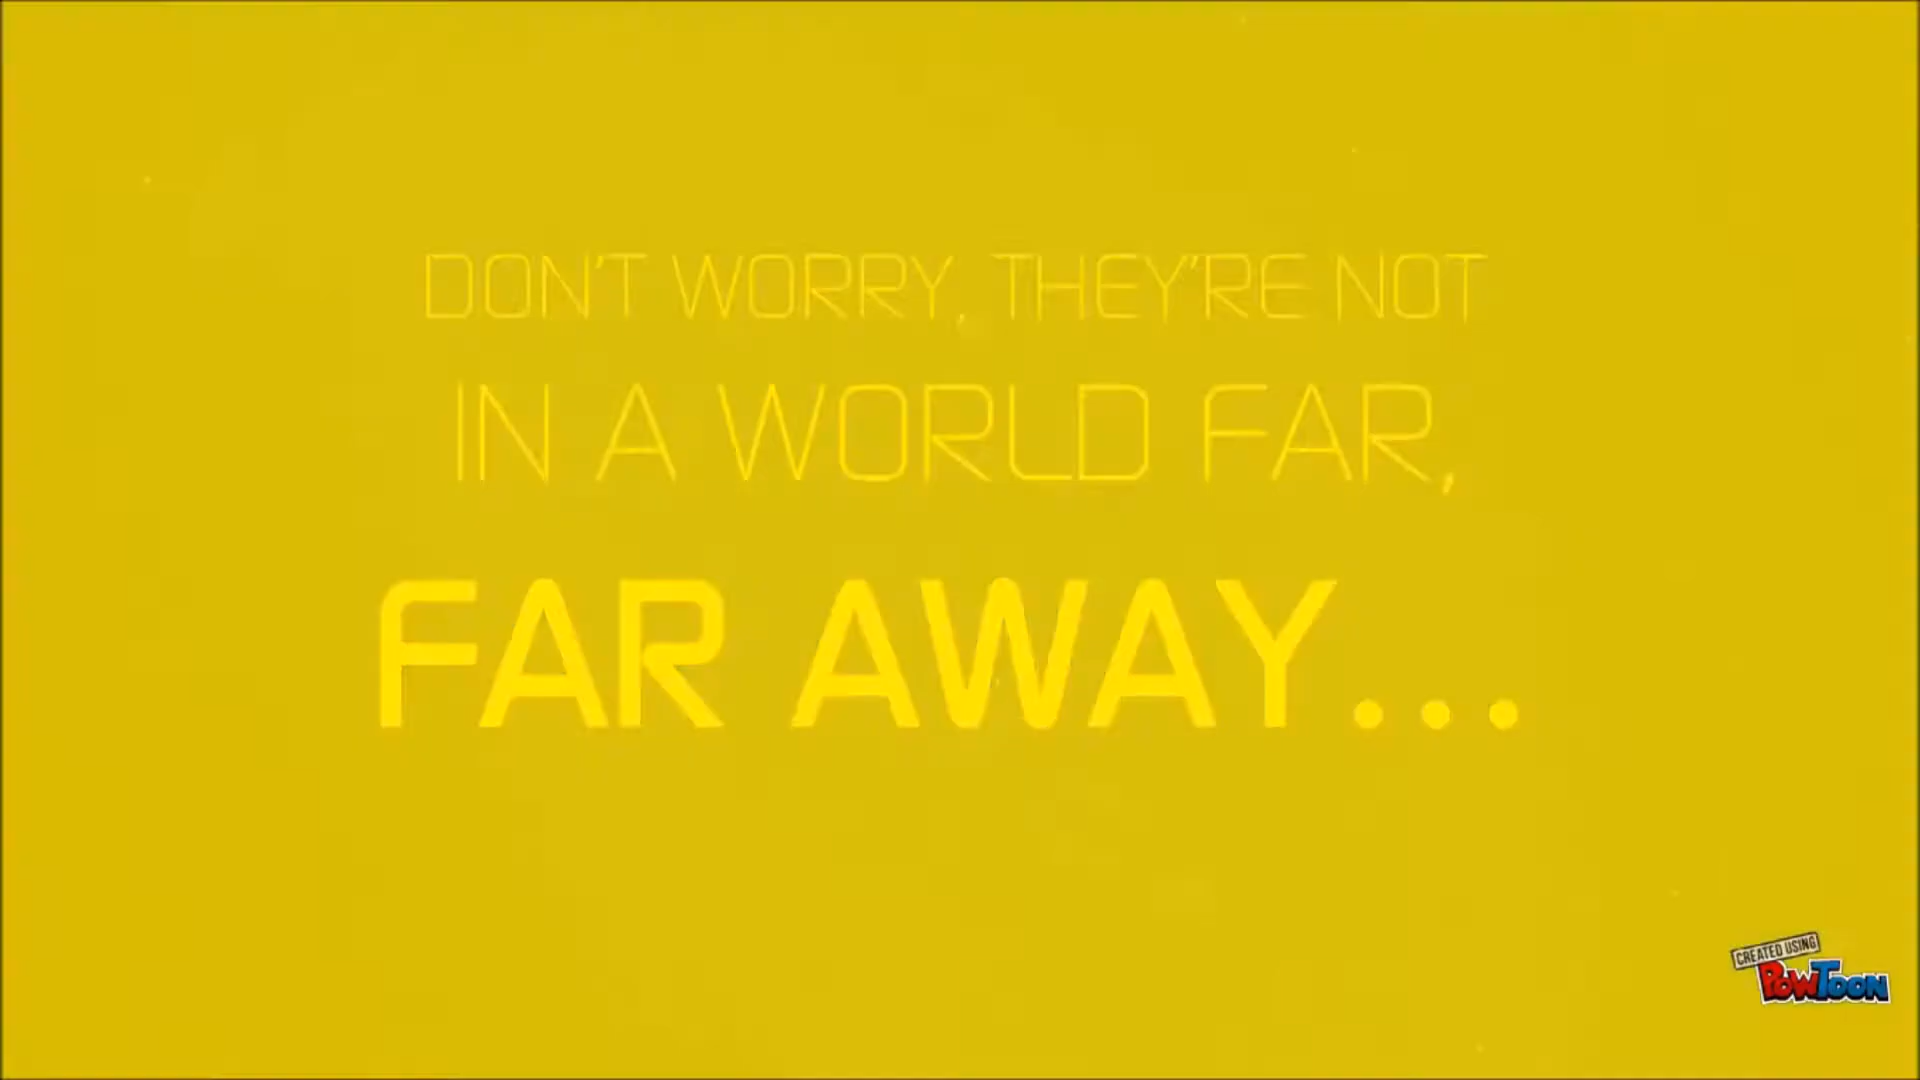 DON'T WORRY, THEY'RE NOT
IN A WORLD FAR,
FAR AWAY...
CREATED USING
POWTOON